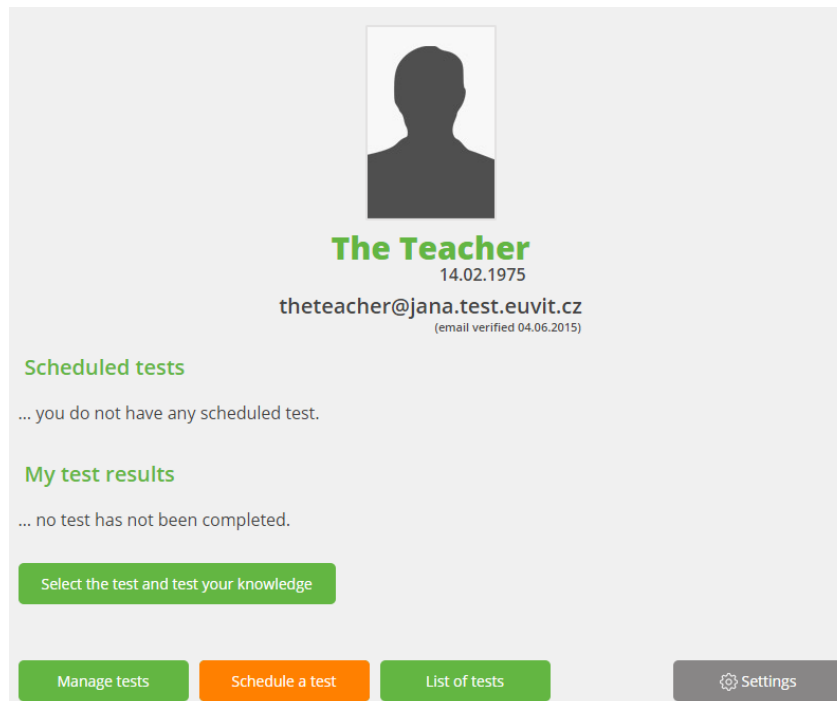 The Teacher
14.02.1975
theteacher@jana.test.euvit.cz
(email verified 04.06.2015)
Scheduled tests
... you do not have any scheduled test.
My test results
... no test has not been completed.
Select the test and test your knowledge
Manage tests
Schedule a test
List of tests
Settings